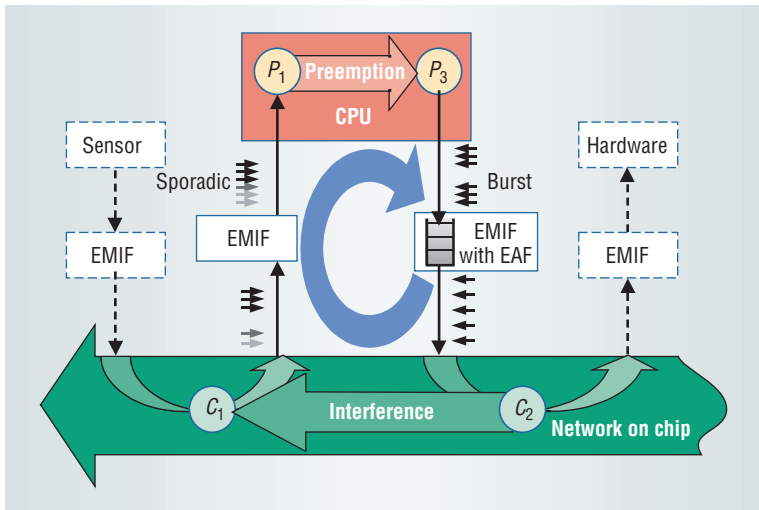 P1
Preemption
P3
CPU
Sensor
Hardware
Sporadic
Burst
EMIF
EMIF
EMIF
with EAF
EMIF
C1
Interference
C2
Network on chip